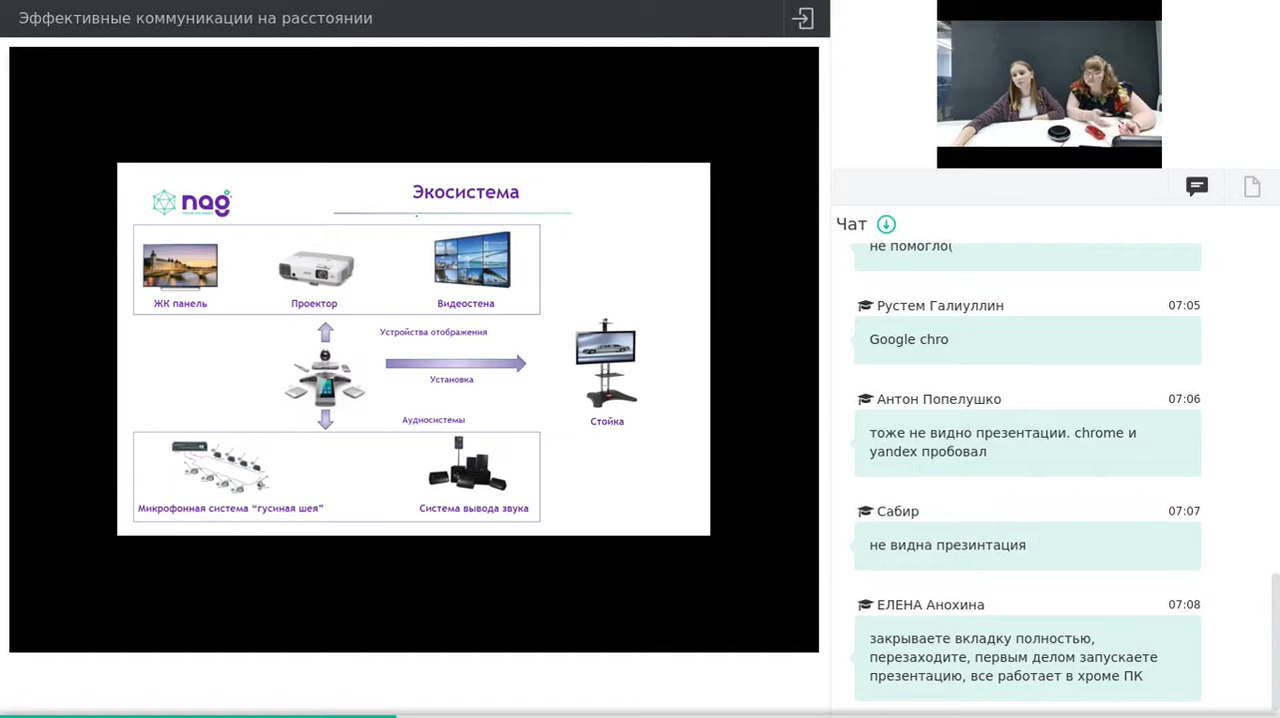 Эффективные коммуникации на расстоянии
nag
Экосистема
ЖК панель
Проектор
Видеостена
Устройства отображения
Установка
Аудиосистемы
Стойка
Микрофонная система “гусиная шея”
Система вывода звука
Чат
не помогло(
Рустем Галиуллин 07:05
Google chro
Антон Попелушко 07:06
тоже не видно презентации. chrome и
yandex пробовал
Сабир 07:07
не видна презинтация
ЕЛЕНА Анохина 07:08
закрываете вкладку полностью,
перезаходите, первым делом запускаете
презентацию, все работает в хроме ПК